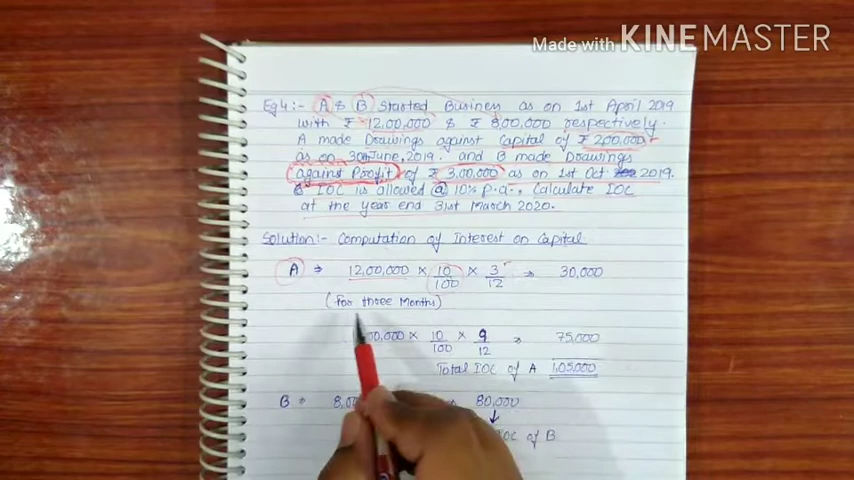 Made with KINEMASTER
Eg4:- A & B Started Business as on 1st April 2019
with ₹ 12,00,000 & ₹ 8,00,000 respectively.
A made Drawings against Capital of ₹ 200,000
as on 30th June, 2019. and B made Drawings
against Profit of ₹ 3,00,000 as on 1st Oct 2019.
IOC is allowed @ 10% p.a., Calculate IOC
at the year end 31st March 2020.
Solution:- Computation of Interest on Capital
A ⇒ 12,00,000 × 10/100 × 3/12 ⇒ 30,000
(For three Months)
00,000 × 10/100 × 9/12 ⇒ 75,000
Total IOC of A 1,05,000
B ⇒ 8,00 80,000
↓
IOC of B